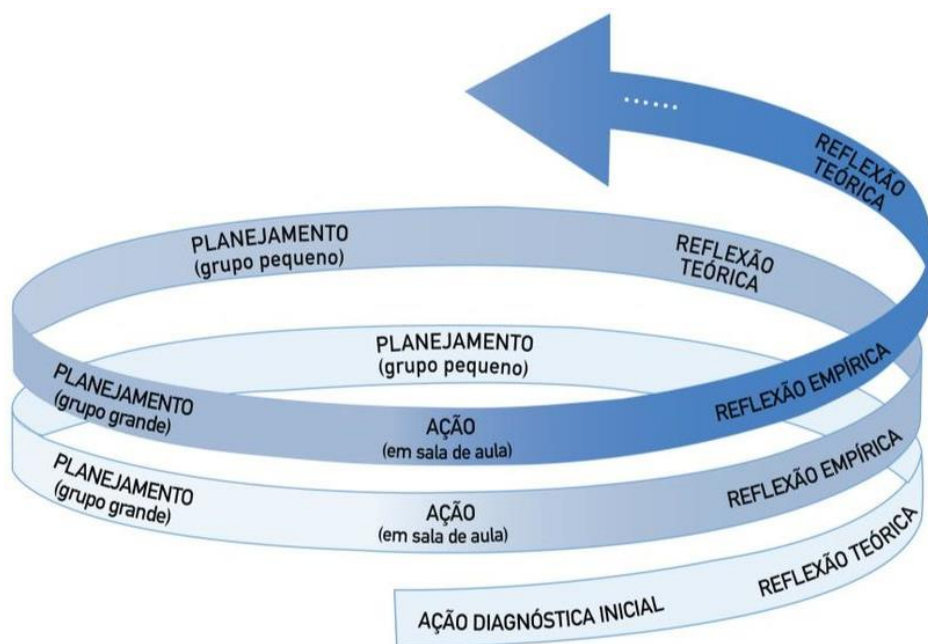 ......
REFLEXÃO
TEÓRICA
PLANEJAMENTO
(grupo pequeno)
REFLEXÃO
TEÓRICA
PLANEJAMENTO
(grupo pequeno)
PLANEJAMENTO
(grupo grande)
AÇÃO
(em sala de aula)
REFLEXÃO EMPÍRICA
PLANEJAMENTO
(grupo grande)
AÇÃO
(em sala de aula)
REFLEXÃO EMPÍRICA
AÇÃO DIAGNÓSTICA INICIAL
REFLEXÃO TEÓRICA